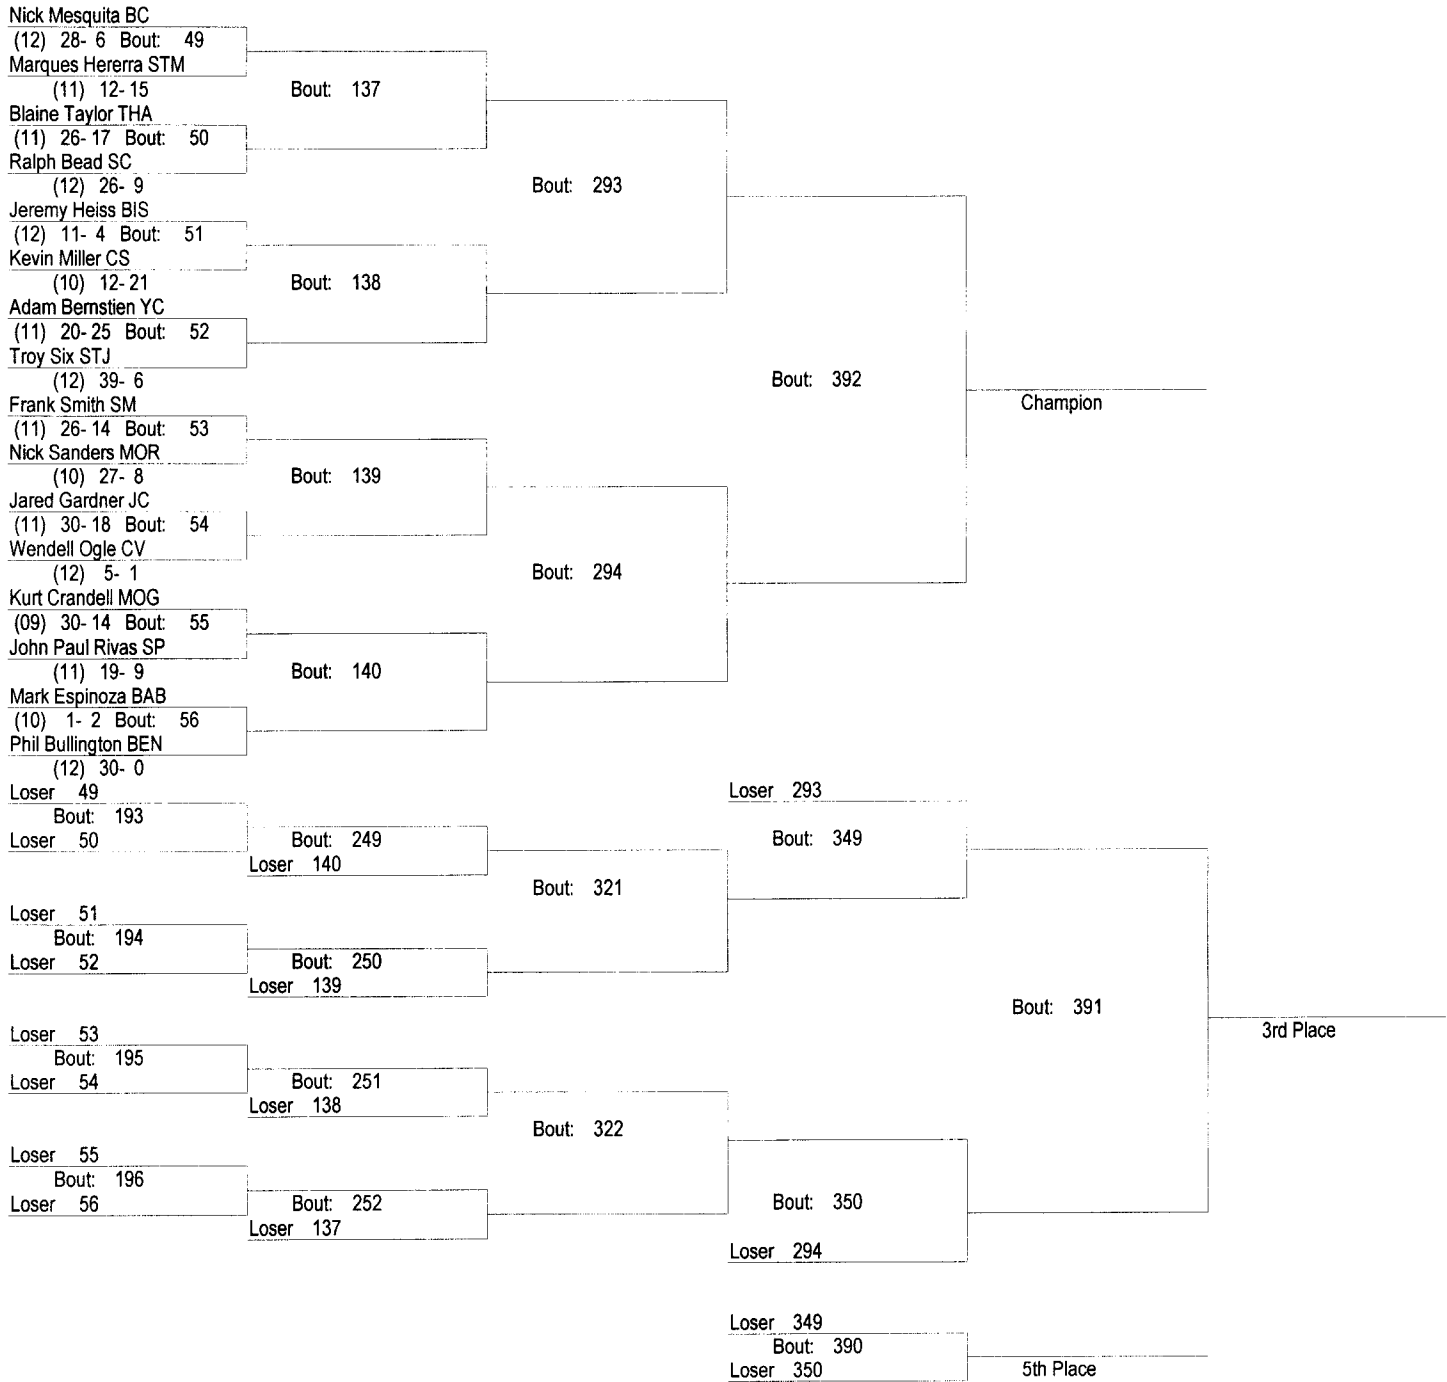 Nick Mesquita BC
(12) 28- 6 Bout: 49
Marques Hererra STM
(11) 12- 15
Bout: 137
Blaine Taylor THA
(11) 26- 17 Bout: 50
Ralph Bead SC
(12) 26- 9
Bout: 293
Jeremy Heiss BIS
(12) 11- 4 Bout: 51
Kevin Miller CS
(10) 12- 21
Bout: 138
Adam Bernstien YC
(11) 20- 25 Bout: 52
Troy Six STJ
(12) 39- 6
Bout: 392
Champion
Frank Smith SM
(11) 26- 14 Bout: 53
Nick Sanders MOR
(10) 27- 8
Bout: 139
Jared Gardner JC
(11) 30- 18 Bout: 54
Wendell Ogle CV
(12) 5- 1
Bout: 294
Kurt Crandell MOG
(09) 30- 14 Bout: 55
John Paul Rivas SP
(11) 19- 9
Bout: 140
Mark Espinoza BAB
(10) 1- 2 Bout: 56
Phil Bullington BEN
(12) 30- 0
Loser 49
Bout: 193
Loser 50
Bout: 249
Loser 140
Loser 293
Bout: 349
Bout: 321
Loser 51
Bout: 194
Loser 52
Bout: 250
Loser 139
Bout: 391
3rd Place
Loser 53
Bout: 195
Loser 54
Bout: 251
Loser 138
Bout: 322
Loser 55
Bout: 196
Loser 56
Bout: 252
Loser 137
Bout: 350
Loser 294
Loser 349
Bout: 390
Loser 350
5th Place